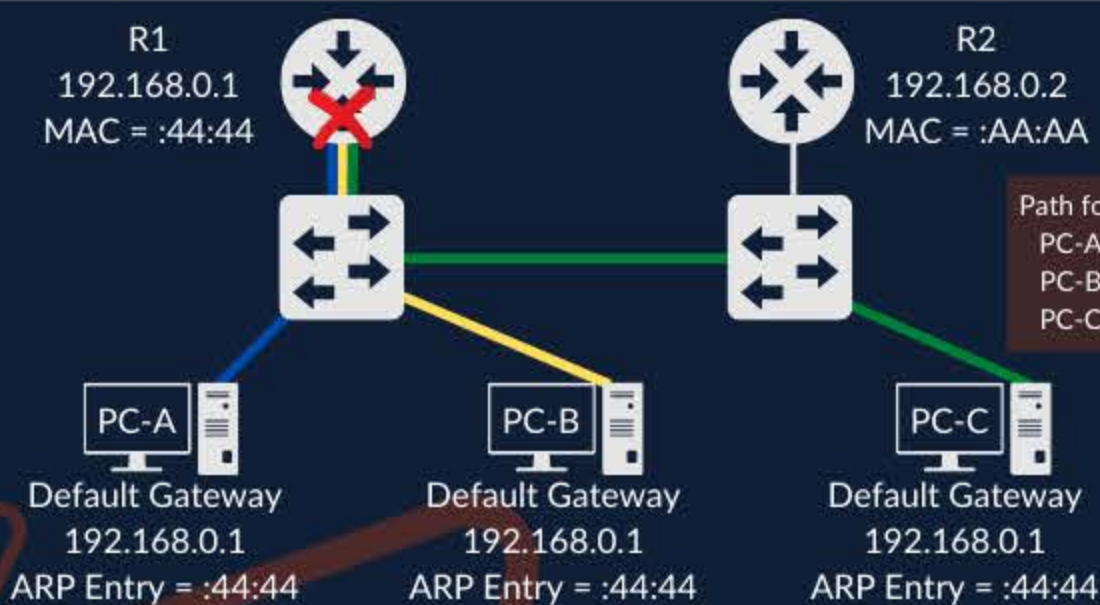 R1
192.168.0.1
MAC = :44:44
R2
192.168.0.2
MAC = :AA:AA
Path
PC-A
PC-B
PC-C
PC-A
Default Gateway
192.168.0.1
ARP Entry = :44:44
PC-B
Default Gateway
192.168.0.1
ARP Entry = :44:44
PC-C
Default Gateway
192.168.0.1
ARP Entry = :44:44